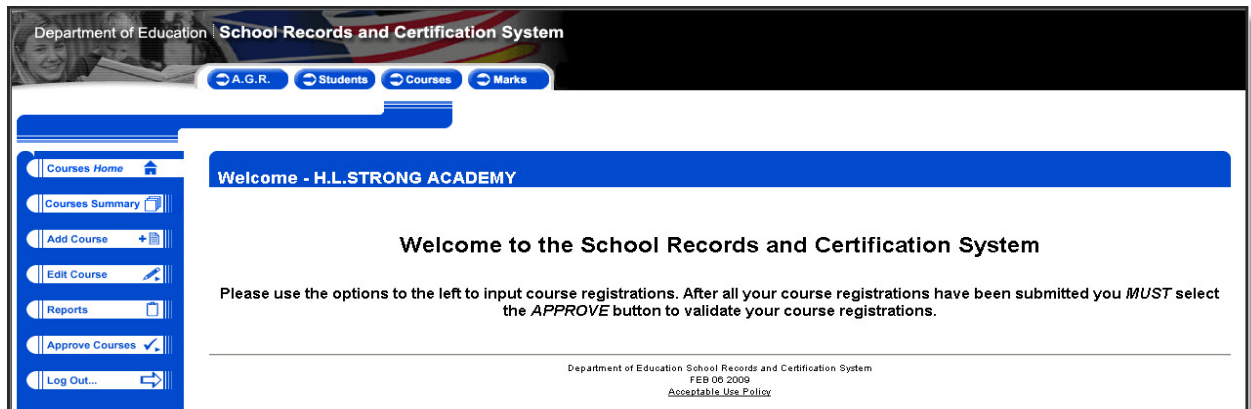 Department of Education School Records and Certification System
A.G.R. Students Courses Marks
Courses Home
Courses Summary
Add Course
Edit Course
Reports
Approve Courses
Log Out...
Welcome - H.L.STRONG ACADEMY
Welcome to the School Records and Certification System
Please use the options to the left to input course registrations. After all your course registrations have been submitted you MUST select
the APPROVE button to validate your course registrations.
Department of Education School Records and Certification System
FEB 06 2009
Acceptable Use Policy